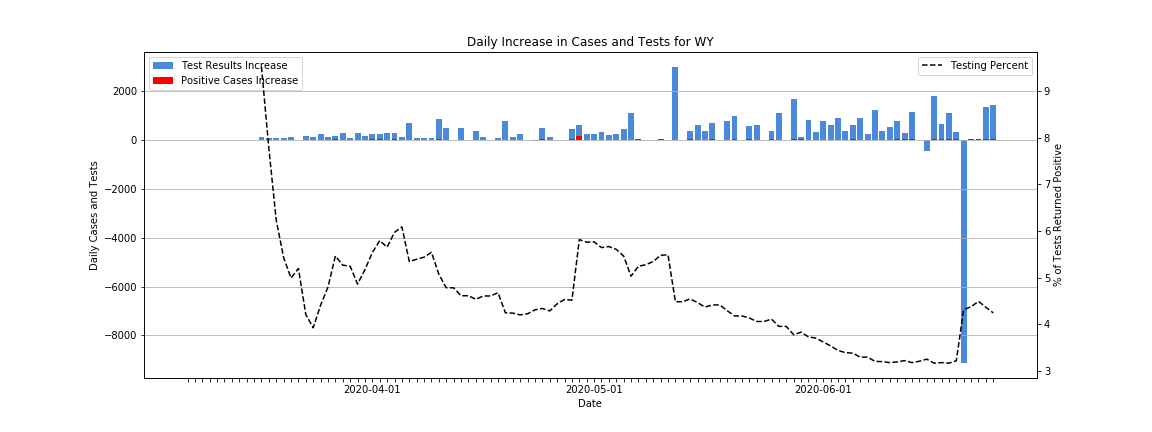 Daily Increase in Cases and Tests for WY
Test Results Increase
Positive Cases Increase
Testing Percent
2000
0
−2000
−4000
−6000
−8000
Daily Cases and Tests
9
8
7
6
5
4
3
% of Tests Returned Positive
2020-04-01
2020-05-01
2020-06-01
Date